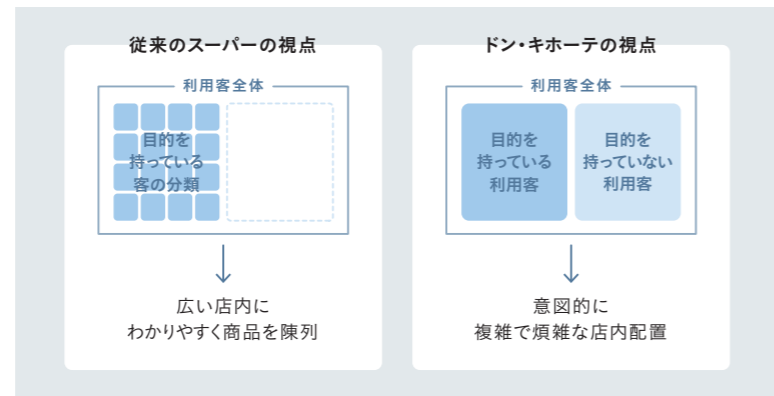 従来のスーパーの視点
利用客全体
目的を
持っている
客の分類
広い店内に
わかりやすく商品を陳列
ドン・キホーテの視点
利用客全体
目的を
持っている
利用客
目的を
持っていない
利用客
意図的に
複雑で煩雑な店内配置